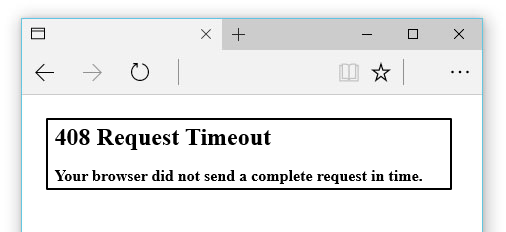 408 Request Timeout
Your browser did not send a complete request in time.